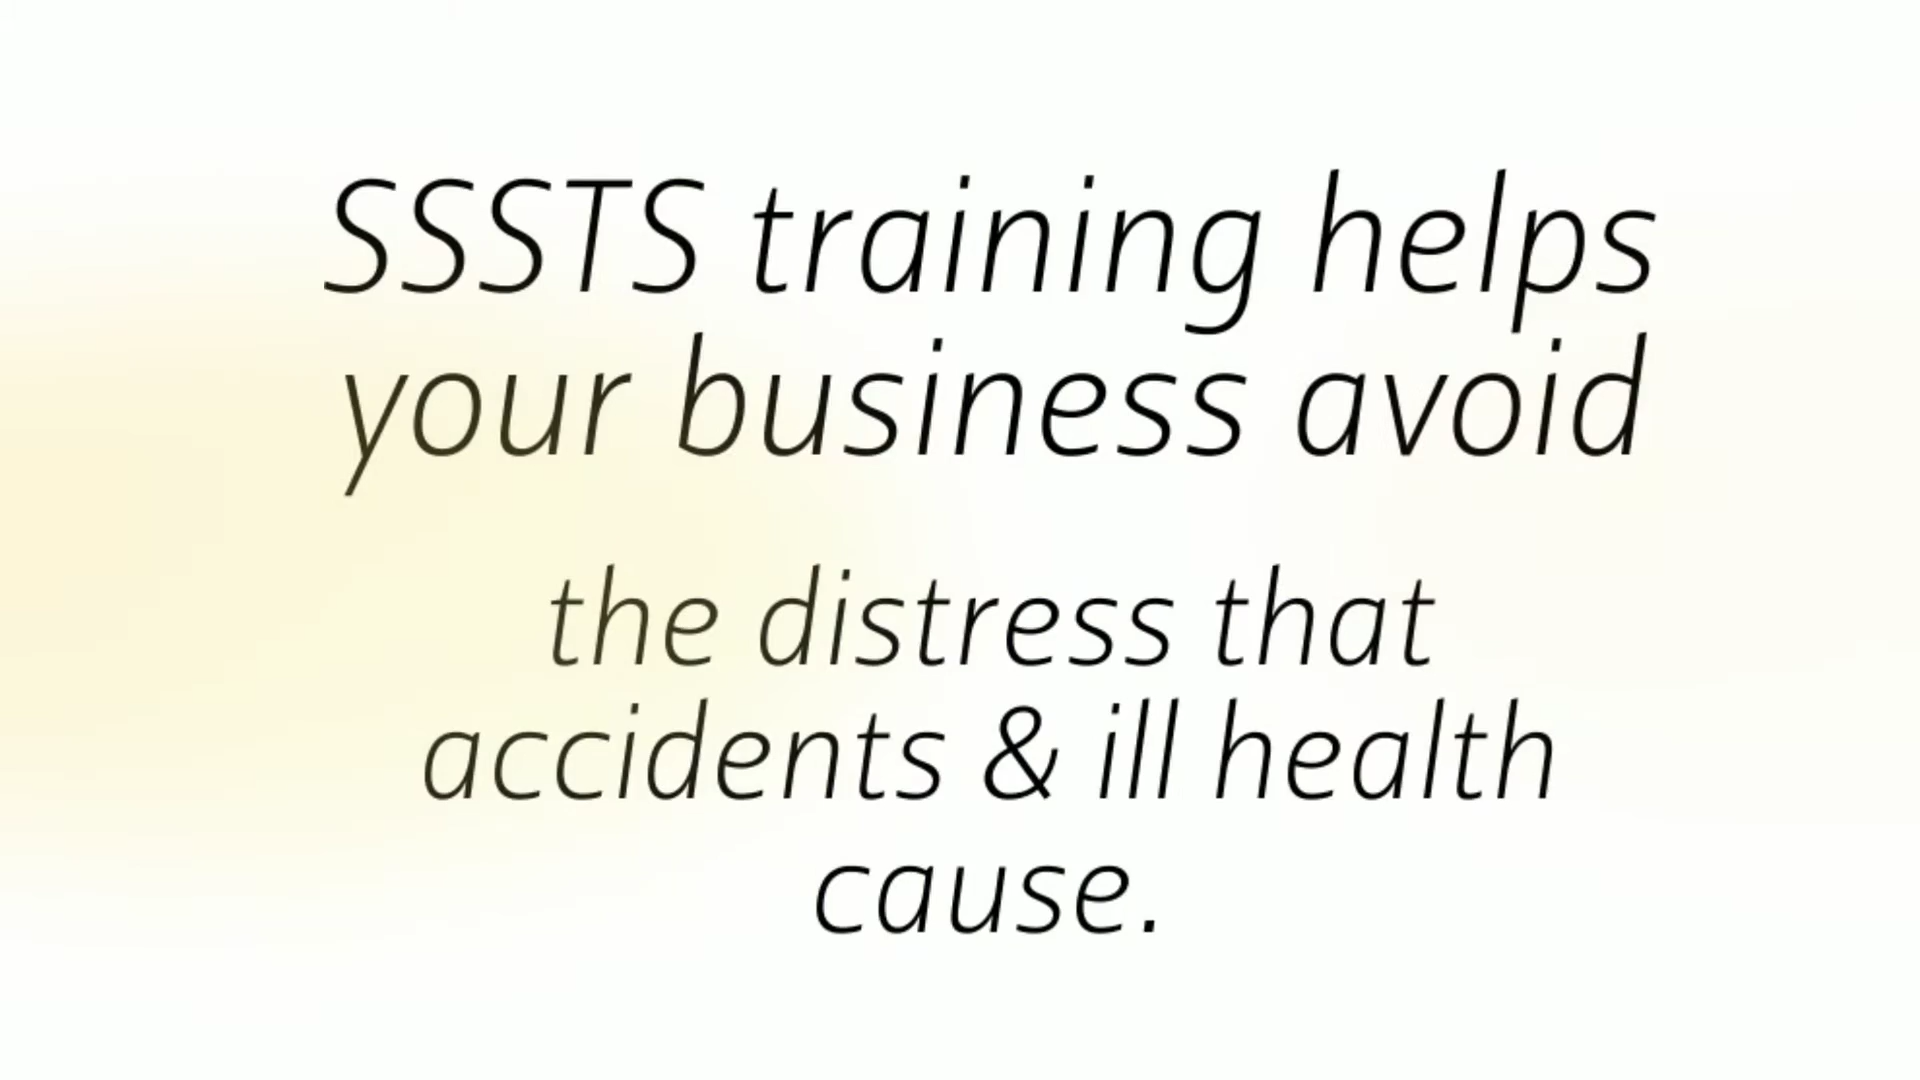 SSSTS training helps
your business avoid
the distress that
accidents & ill health
cause.